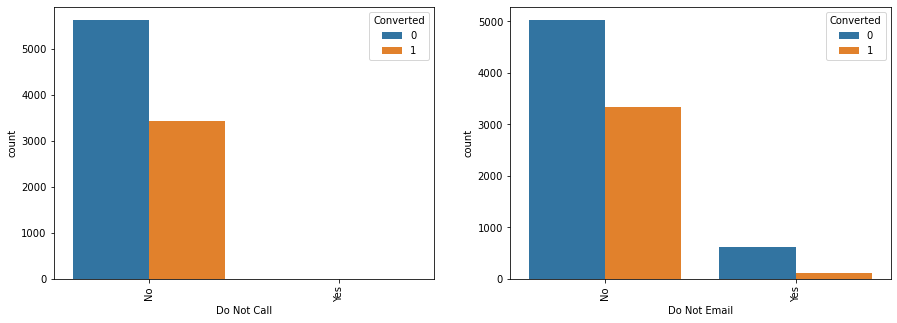 Converted
0
1
5000
4000
3000
2000
1000
0
count
No
Yes
Do Not Call
Converted
0
1
5000
4000
3000
2000
1000
0
count
No
Yes
Do Not Email